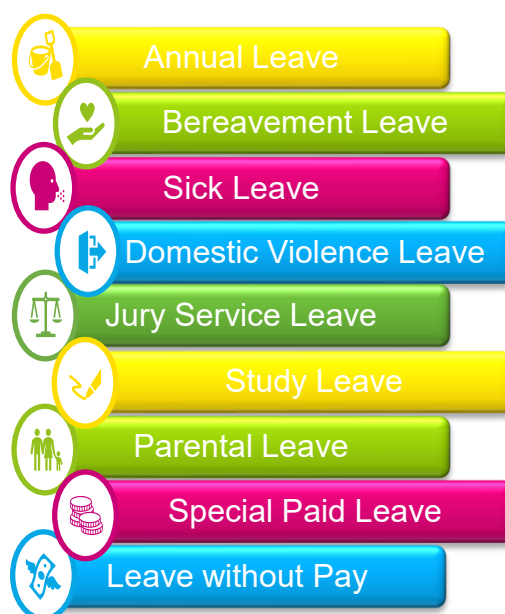 Annual Leave
Bereavement Leave
Sick Leave
Domestic Violence Leave
Jury Service Leave
Study Leave
Parental Leave
Special Paid Leave
Leave without Pay